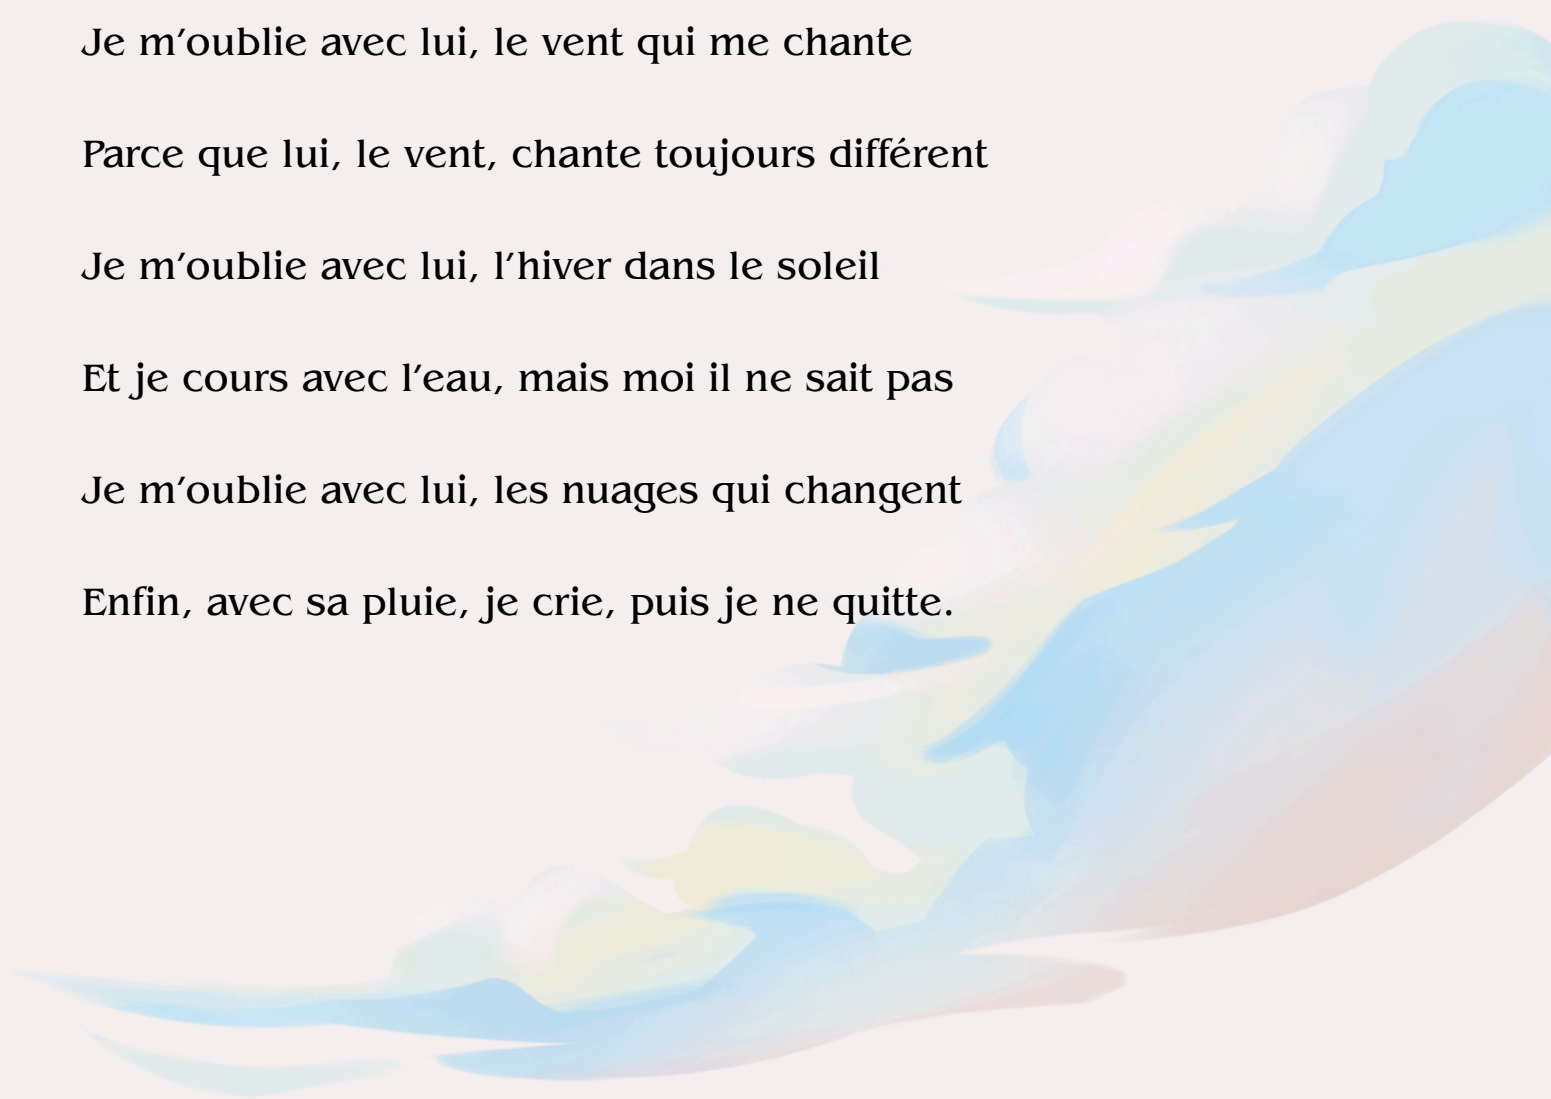 Je m’oublie avec lui, le vent qui me chante
Parce que lui, le vent, chante toujours différent
Je m’oublie avec lui, l’hiver dans le soleil
Et je cours avec l’eau, mais moi il ne sait pas
Je m’oublie avec lui, les nuages qui changent
Enfin, avec sa pluie, je crie, puis je ne quitte.